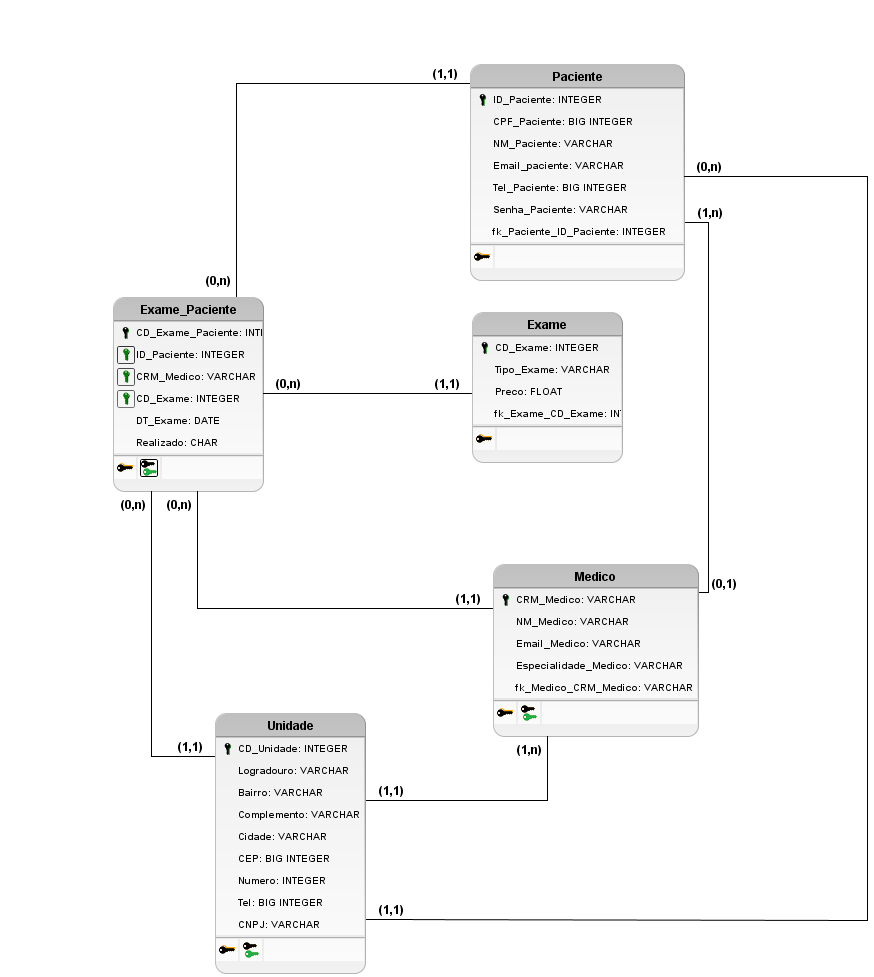 (1,1)
Paciente
ID_Paciente: INTEGER
CPF_Paciente: BIG INTEGER
NM_Paciente: VARCHAR
Email_paciente: VARCHAR
Tel_Paciente: BIG INTEGER
Senha_Paciente: VARCHAR
fk_Paciente_ID_Paciente: INTEGER
(0,n)
(1,n)
(0,n)
Exame_Paciente
CD_Exame_Paciente: INTI
ID_Paciente: INTEGER
CRM_Medico: VARCHAR
CD_Exame: INTEGER
DT_Exame: DATE
Realizado: CHAR
(0,n)
(1,1)
Exame
CD_Exame: INTEGER
Tipo_Exame: VARCHAR
Preco: FLOAT
fk_Exame_CD_Exame: INT
(0,n)
(0,n)
(1,1)
Medico
CRM_Medico: VARCHAR
NM_Medico: VARCHAR
Email_Medico: VARCHAR
Especialidade_Medico: VARCHAR
fk_Medico_CRM_Medico: VARCHAR
(0,1)
(1,n)
(1,1)
Unidade
CD_Unidade: INTEGER
Logradouro: VARCHAR
Bairro: VARCHAR
Complemento: VARCHAR
Cidade: VARCHAR
CEP: BIG INTEGER
Numero: INTEGER
Tel: BIG INTEGER
CNPJ: VARCHAR
(1,1)
(1,1)